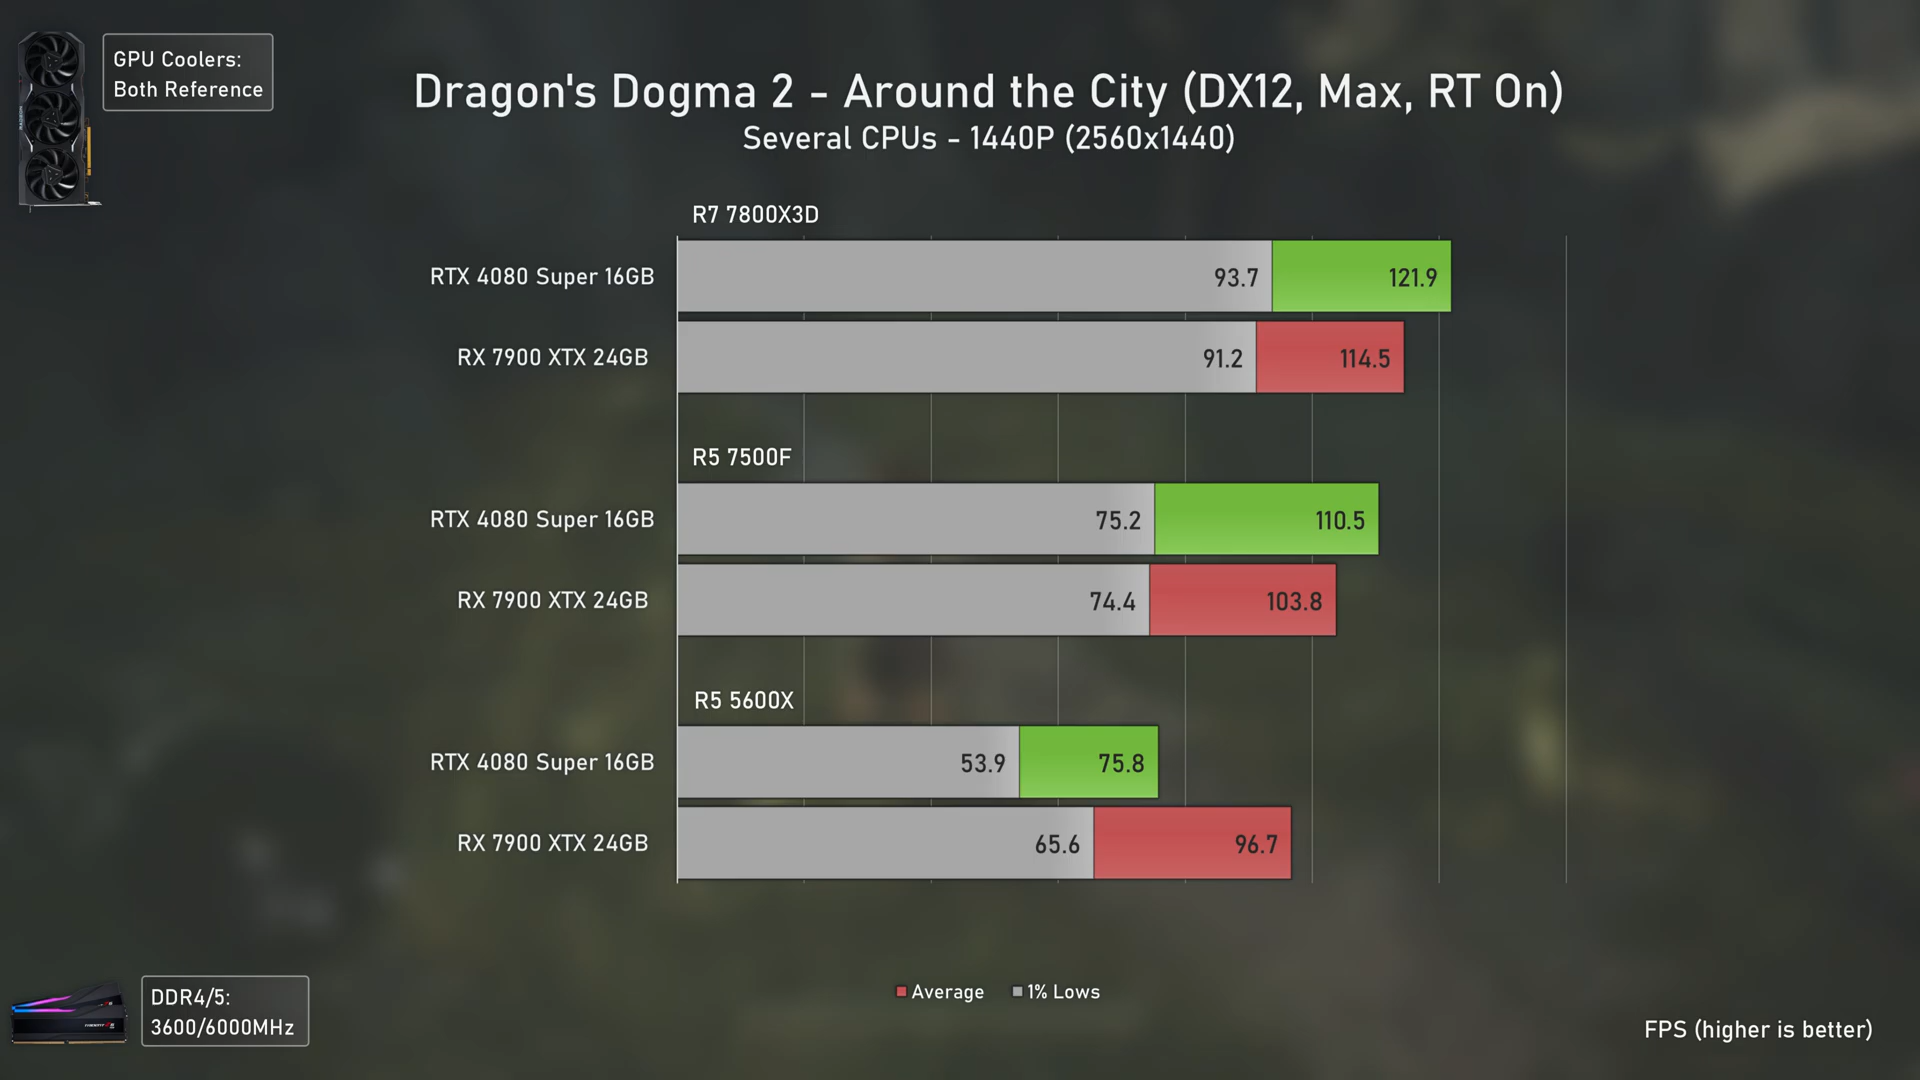 GPU Coolers:
Both Reference
Dragon's Dogma 2 - Around the City (DX12, Max, RT On)
Several CPUs - 1440P (2560x1440)
R7 7800X3D
RTX 4080 Super 16GB
93.7
121.9
RX 7900 XTX 24GB
91.2
114.5
R5 7500F
RTX 4080 Super 16GB
75.2
110.5
RX 7900 XTX 24GB
74.4
103.8
R5 5600X
RTX 4080 Super 16GB
53.9
75.8
RX 7900 XTX 24GB
65.6
96.7
Average
1% Lows
DDR4/5:
3600/6000MHz
FPS (higher is better)